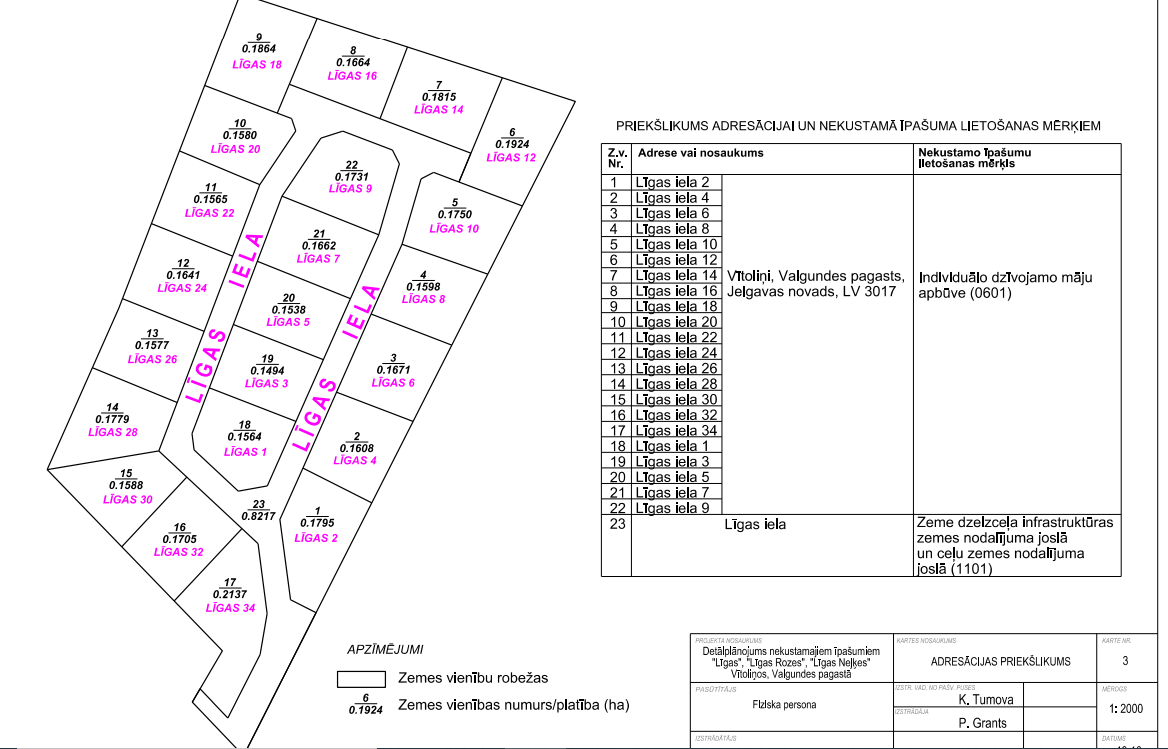 9
0.1864
LĪGAS 18
8
0.1664
LĪGAS 16
7
0.1815
LĪGAS 14
6
0.1924
LĪGAS 12
10
0.1580
LĪGAS 20
22
0.1731
LĪGAS 9
11
0.1565
LĪGAS 22
5
0.1750
LĪGAS 10
21
0.1662
LĪGAS 7
12
0.1641
LĪGAS 24
4
0.1598
LĪGAS 8
20
0.1538
LĪGAS 5
13
0.1577
LĪGAS 26
19
0.1494
LĪGAS 3
3
0.1671
LĪGAS 6
LĪGAS IELA
LĪGAS IELA
14
0.1779
LĪGAS 28
18
0.1564
LĪGAS 1
2
0.1608
LĪGAS 4
15
0.1588
LĪGAS 30
23
0.8217
1
0.1795
LĪGAS 2
16
0.1705
LĪGAS 32
17
0.2137
LĪGAS 34
APZĪMĒJUMI
Zemes vienību robežas
6
0.1924 Zemes vienības numurs/platība (ha)
PRIEKŠLIKUMS ADRESĀCIJAI UN NEKUSTAMĀ ĪPAŠUMA LIETOŠANAS MĒRĶIEM
Z.v. Nr. Adrese vai nosaukums Nekustamo īpašumu lietošanas mērķis
1 Līgas iela 2
2 Līgas iela 4
3 Līgas iela 6
4 Līgas iela 8
5 Līgas iela 10
6 Līgas iela 12
7 Līgas iela 14
8 Līgas iela 16
9 Līgas iela 18
10 Līgas iela 20
11 Līgas iela 22
12 Līgas iela 24
13 Līgas iela 26
14 Līgas iela 28
15 Līgas iela 30
16 Līgas iela 32
17 Līgas iela 34
18 Līgas iela 1
19 Līgas iela 3
20 Līgas iela 5
21 Līgas iela 7
22 Līgas iela 9
Vītoliņi, Valgundes pagasts,
Jelgavas novads, LV 3017
Individuālo dzīvojamo māju
apbūve (0601)
23 Līgas iela
Zeme dzelzceļa infrastruktūras
zemes nodalījuma joslā
un ceļu zemes nodalījuma
joslā (1101)
PROJEKTA NOSAUKUMS
Detālplānojums nekustamajiem īpašumiem
"Līgas", "Līgas Rozes", "Līgas Neļķes"
Vītoliņos, Valgundes pagastā
KARTES NOSAUKUMS
ADRESĀCIJAS PRIEKŠLIKUMS
KARTE NR.
3
PASŪTĪTĀJS
Fiziska persona
IZSTR. VAD. NO PAŠV. PUSES
K. Tumova
IZSTRĀDĀJA
P. Grants
MĒROGS
1: 2000
IZSTRĀDĀTĀJS
DATUMS